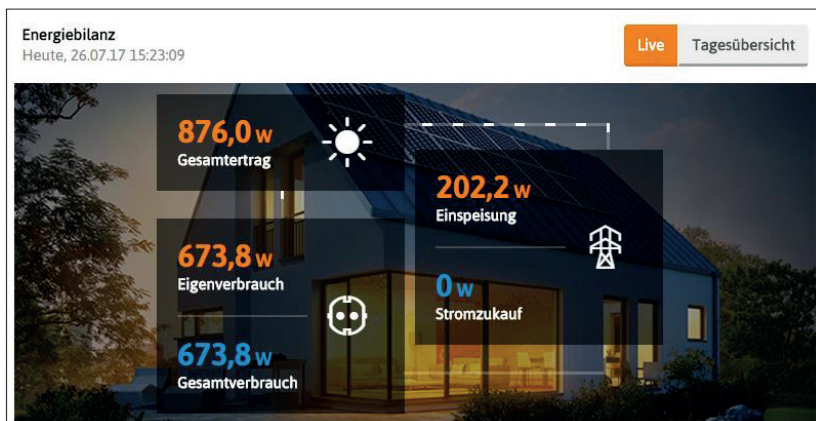 Energiebilanz
Heute, 26.07.17 15:23:09
Live
Tagesübersicht
876,0 w
Gesamtertrag
673,8 w
Eigenverbrauch
673,8 w
Gesamtverbrauch
202,2 w
Einspeisung
0 w
Stromzukauf